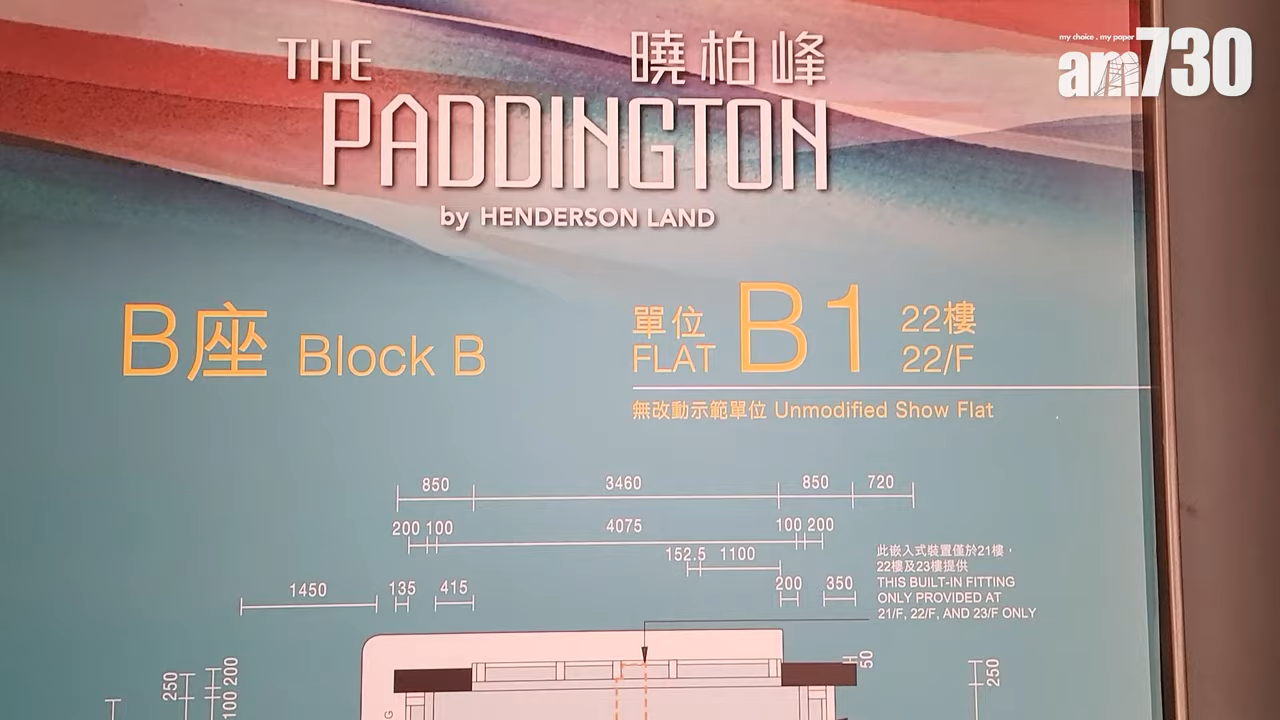 my choice . my paper
am730
THE 曉柏峰
PADDINGTON
by HENDERSON LAND
B座 Block B
單位 FLAT B1 22樓 22/F
無改動示範單位 Unmodified Show Flat
850 3460 850 720
200 100 4075 100 200
152.5 1100
1450 135 415 200 350
此嵌入式裝置僅於21樓，
22樓及23樓提供
THIS BUILT-IN FITTING
ONLY PROVIDED AT
21/F, 22/F, AND 23/F ONLY
250 100 200 50 250